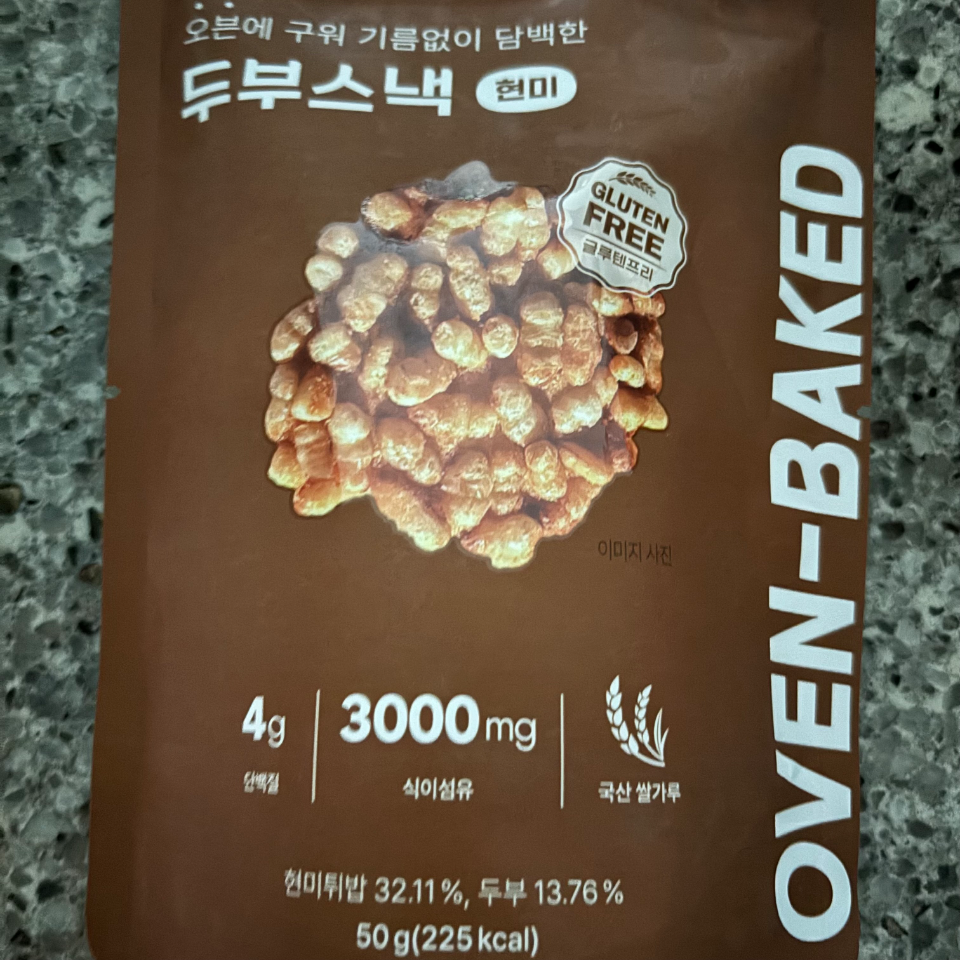 오븐에 구워 기름없이 담백한
두부스낵 현미
GLUTEN
FREE
글루텐프리
OVEN-BAKED
이미지 사진
4g
단백질
3000mg
식이섬유
국산 쌀가루
현미튀밥 32.11%, 두부 13.76%
50g(225kcal)